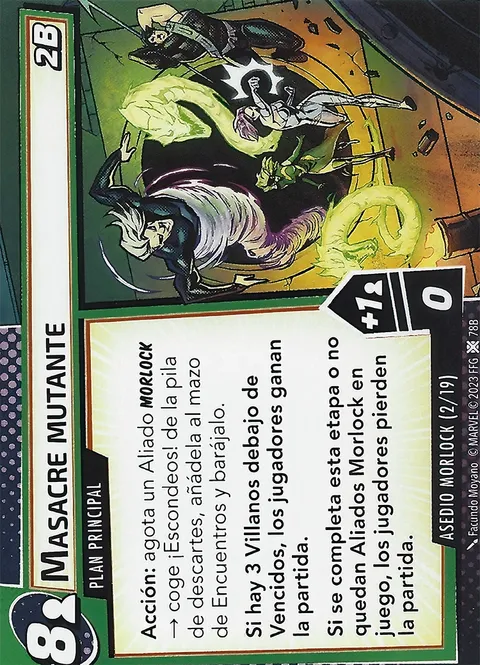 MASACRE MUTANTE
2B
8
PLAN PRINCIPAL
Acción: agota un Aliado MORLOCK
→ coge ¡Escondeos! de la pila
de descartes, añádela al mazo
de Encuentros y barájalo.
Si hay 3 Villanos debajo de
Vencidos, los jugadores ganan
la partida.
Si se completa esta etapa o no
quedan Aliados Morlock en
juego, los jugadores pierden
la partida.
+1
0
ASEDIO MORLOCK (2/19)
Facundo Moyano. © MARVEL © 2023 FFG 78B